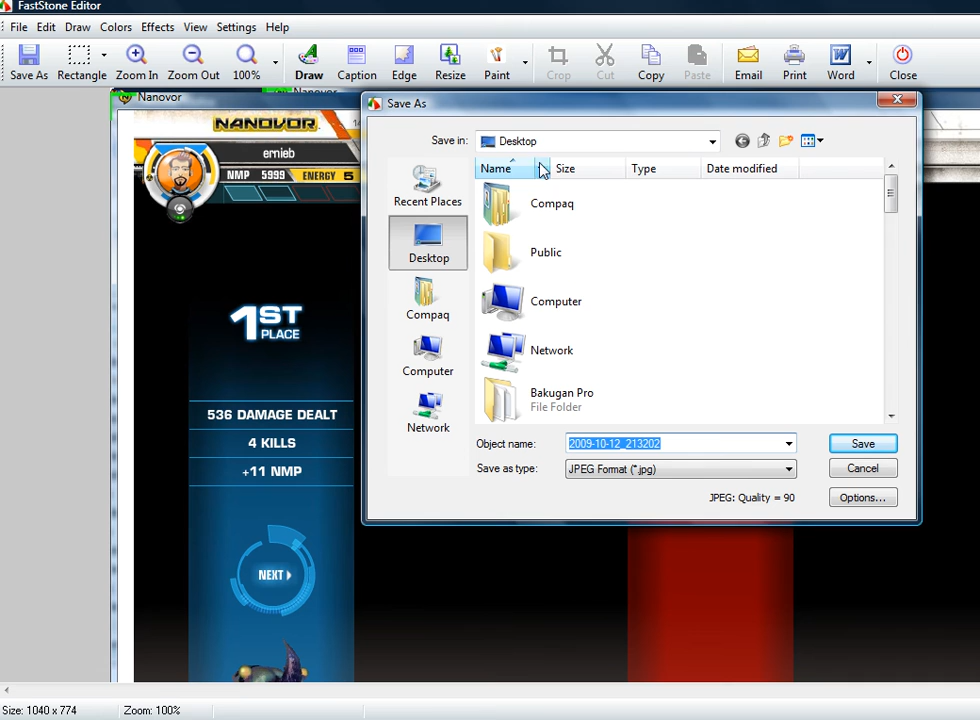 FastStone Editor
File Edit Draw Colors Effects View Settings Help
Save As Rectangle Zoom In Zoom Out 100% Draw Caption Edge Resize Paint Crop Cut Copy Paste Email Print Word Close
Nanovor
Save As
NANOVOR
ernieb
NMP 5999 ENERGY 5
Save in: Desktop
Name Size Type Date modified
Recent Places
Desktop
Compaq
Computer
Network
Compaq
Public
Computer
Network
Bakugan Pro
File Folder
Object name: 2009-10-12_213202 Save
Save as type: JPEG Format (*.jpg) Cancel
JPEG: Quality = 90 Options...
1ST
PLACE
536 DAMAGE DEALT
4 KILLS
+11 NMP
NEXT
Size: 1040 x 774 Zoom: 100%